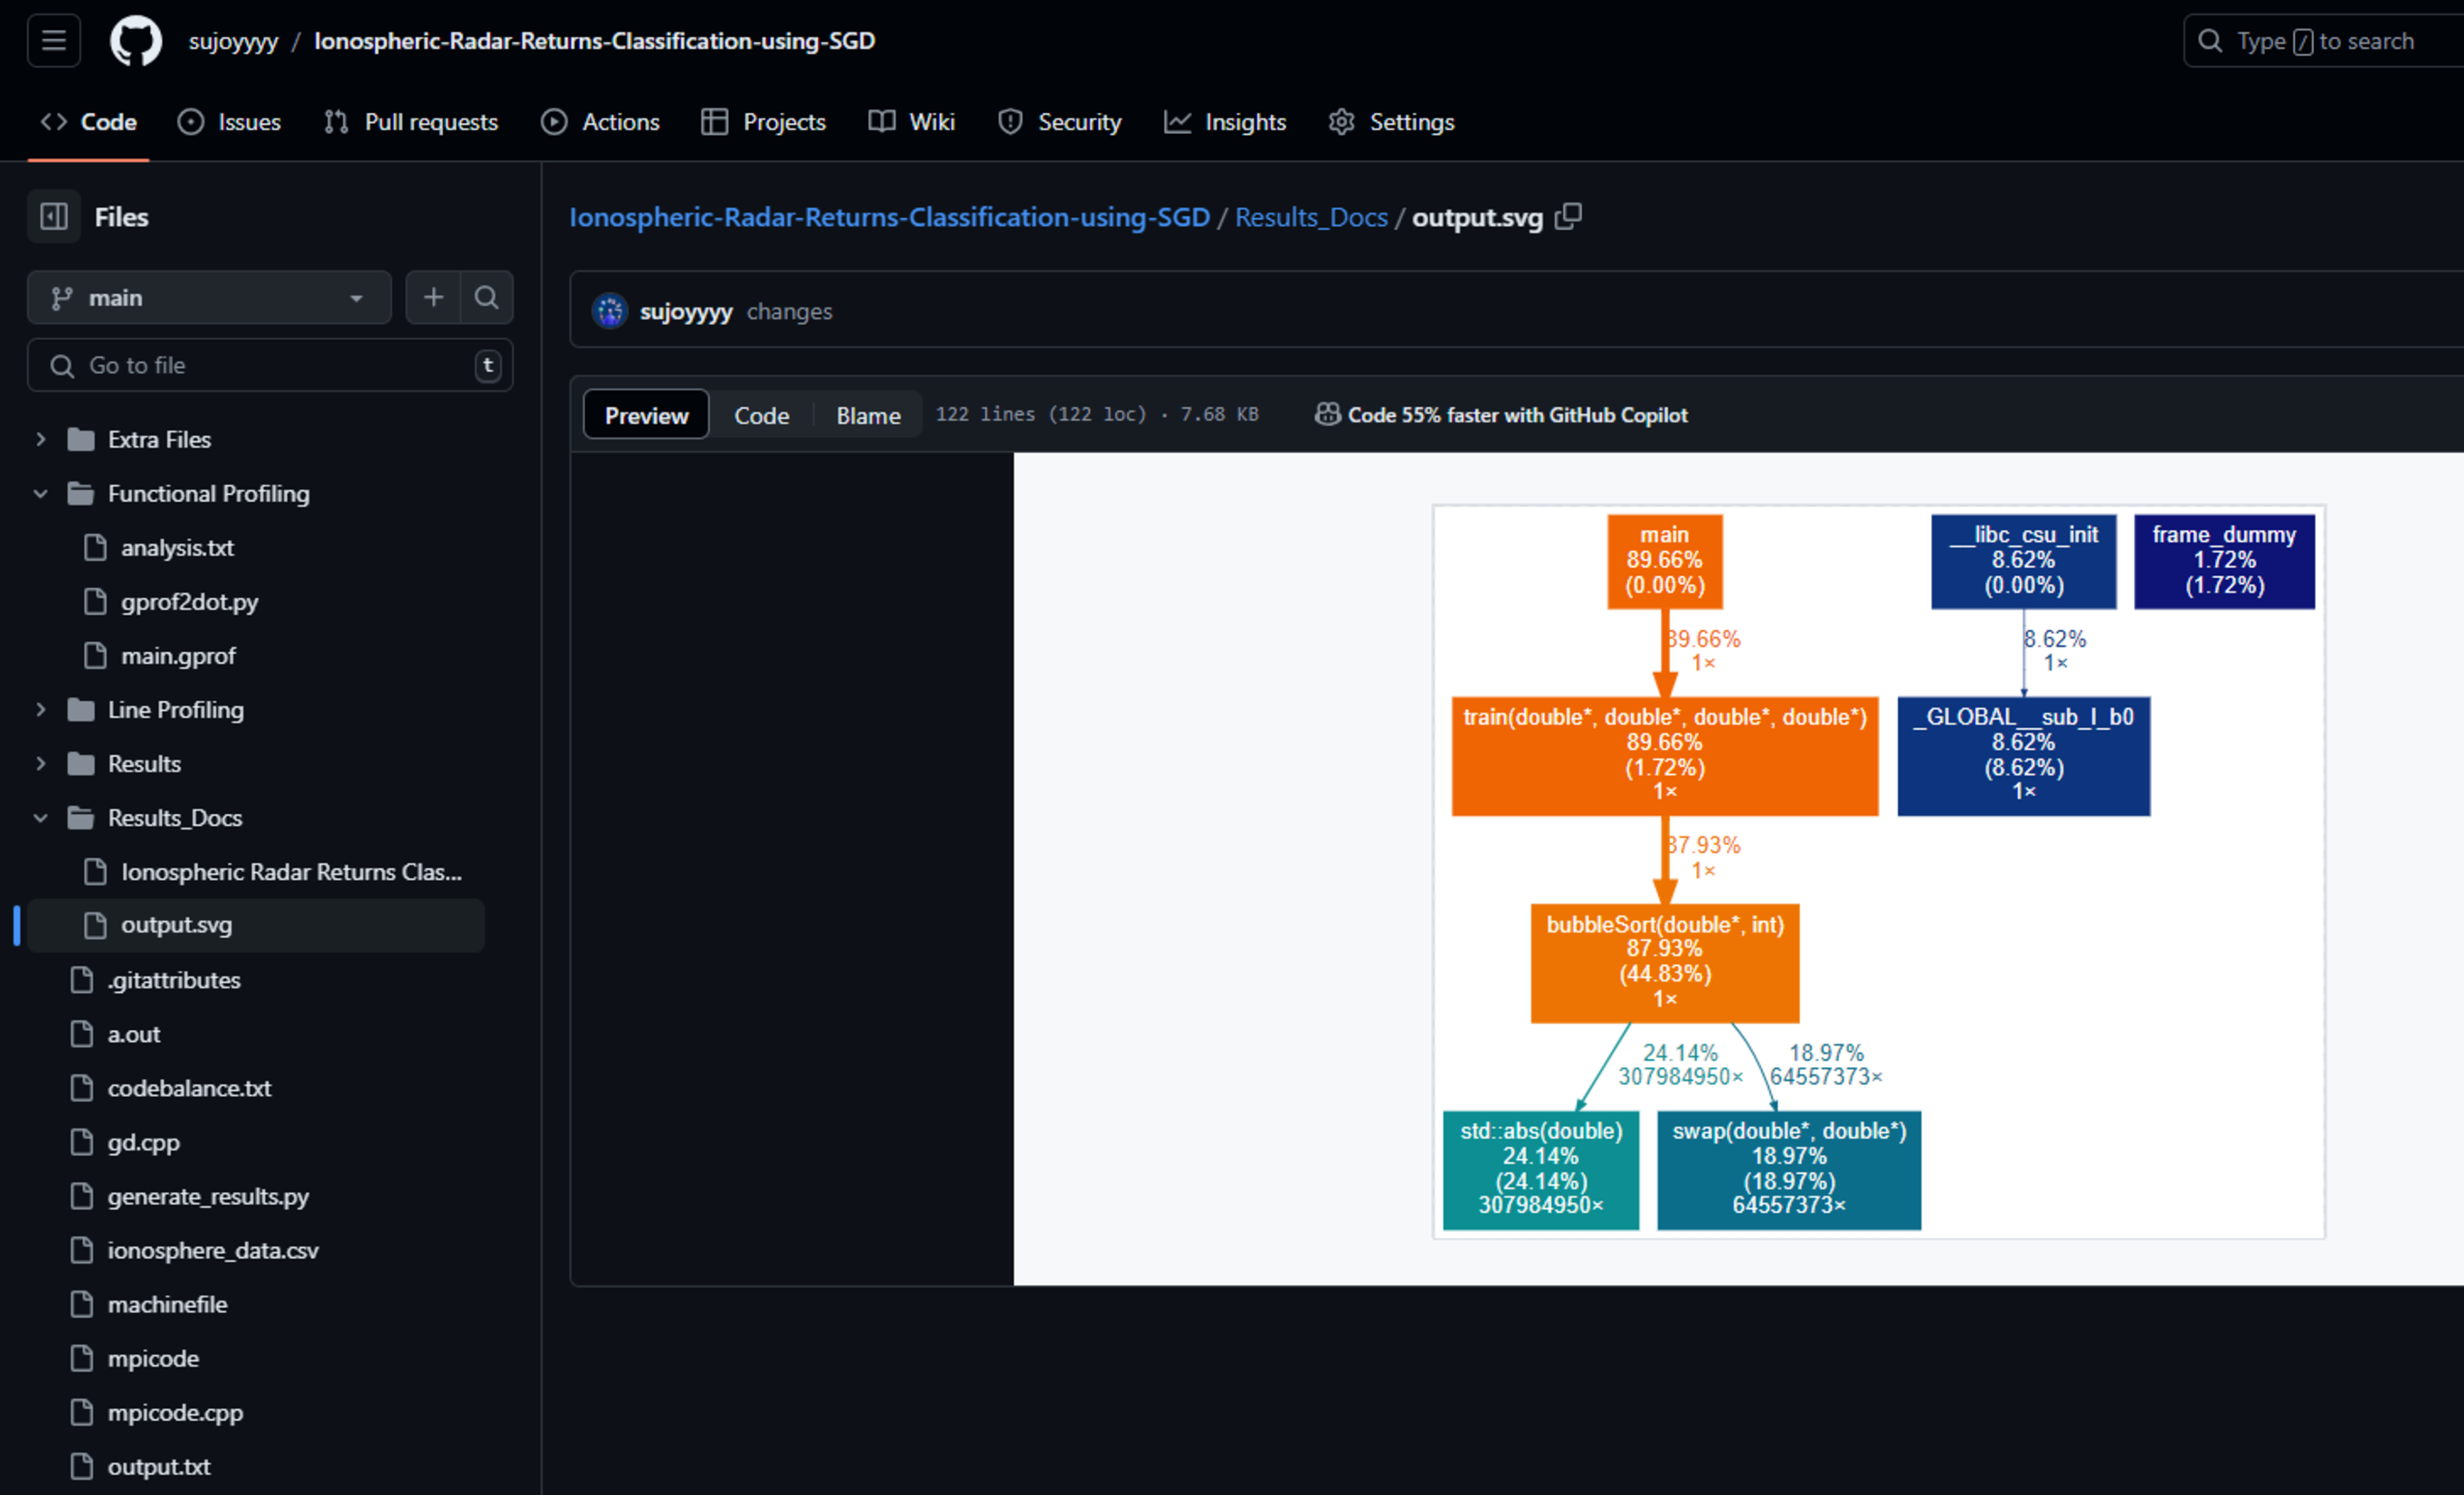 sujoyyyy / Ionospheric-Radar-Returns-Classification-using-SGD
Type / to search
Code Issues Pull requests Actions Projects Wiki Security Insights Settings
Files
main
Go to file t
Extra Files
Functional Profiling
analysis.txt
gprof2dot.py
main.gprof
Line Profiling
Results
Results_Docs
Ionospheric Radar Returns Clas...
output.svg
.gitattributes
a.out
codebalance.txt
gd.cpp
generate_results.py
ionosphere_data.csv
machinefile
mpicode
mpicode.cpp
output.txt
Ionospheric-Radar-Returns-Classification-using-SGD / Results_Docs / output.svg
sujoyyyy changes
Preview Code Blame 122 lines (122 loc) · 7.68 KB Code 55% faster with GitHub Copilot
main
89.66%
(0.00%)
__libc_csu_init
8.62%
(0.00%)
frame_dummy
1.72%
(1.72%)
89.66%
1×
8.62%
1×
train(double*, double*, double*, double*)
89.66%
(1.72%)
1×
_GLOBAL__sub_I_b0
8.62%
(8.62%)
1×
87.93%
1×
bubbleSort(double*, int)
87.93%
(44.83%)
1×
24.14%
307984950×
18.97%
64557373×
std::abs(double)
24.14%
(24.14%)
307984950×
swap(double*, double*)
18.97%
(18.97%)
64557373×